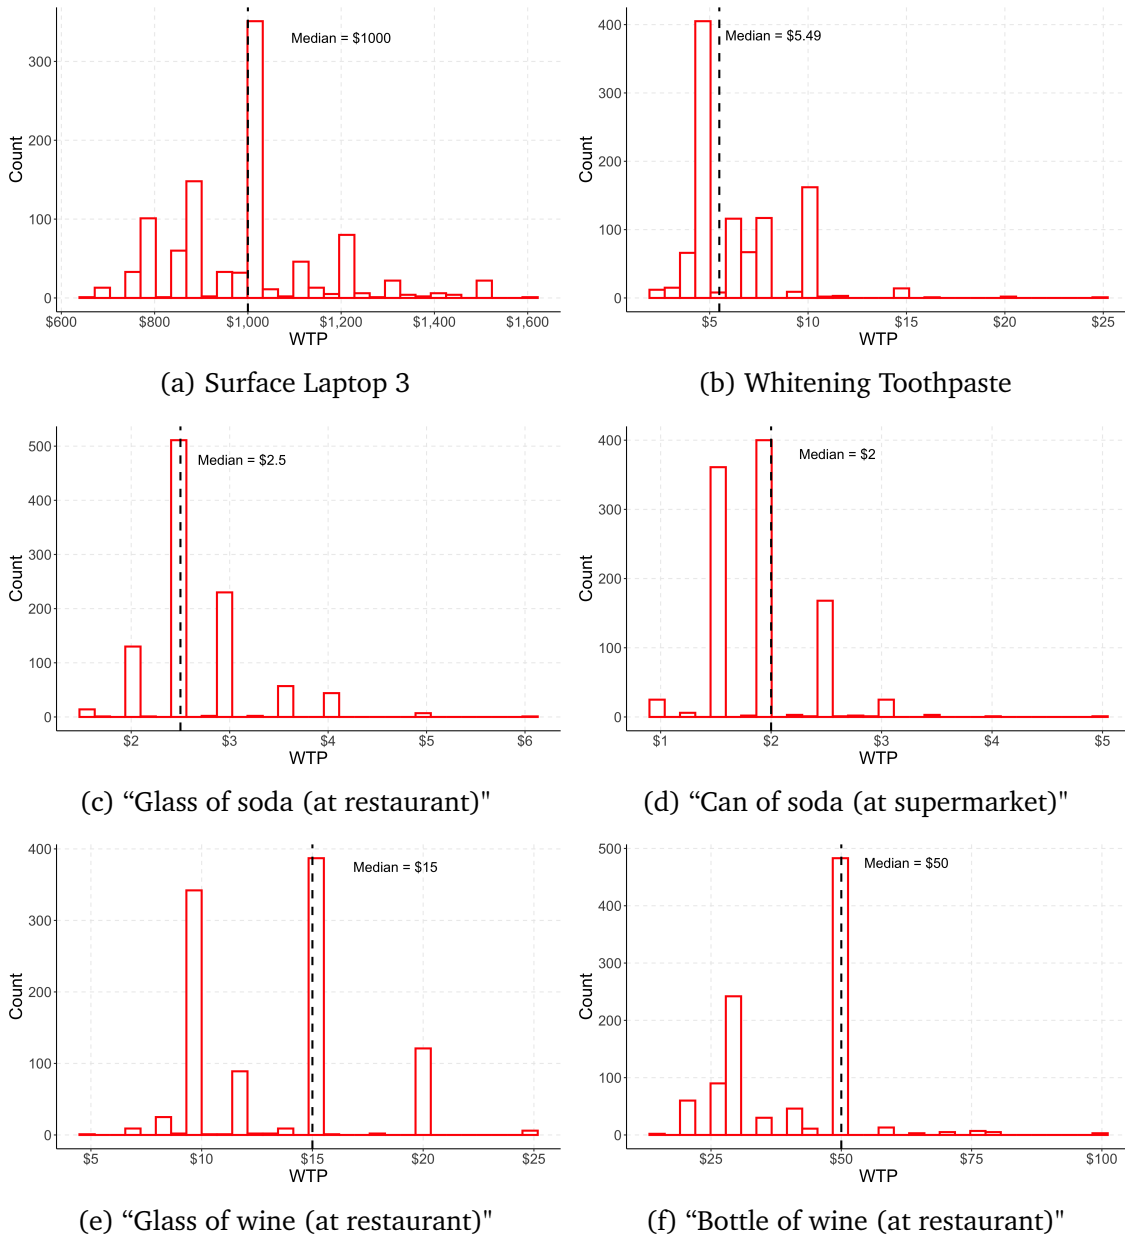 Median = $1000
Count
300
200
100
0
$600
$800
$1,000
$1,200
$1,400
$1,600
WTP
(a) Surface Laptop 3
Median = $5.49
Count
400
300
200
100
0
$5
$10
$15
$20
$25
WTP
(b) Whitening Toothpaste
Median = $2.5
Count
500
400
300
200
100
0
$2
$3
$4
$5
$6
WTP
(c) “Glass of soda (at restaurant)"
Median = $2
Count
400
300
200
100
0
$1
$2
$3
$4
$5
WTP
(d) “Can of soda (at supermarket)"
Median = $15
Count
400
300
200
100
0
$5
$10
$15
$20
$25
WTP
(e) “Glass of wine (at restaurant)"
Median = $50
Count
500
400
300
200
100
0
$25
$50
$75
$100
WTP
(f) “Bottle of wine (at restaurant)"